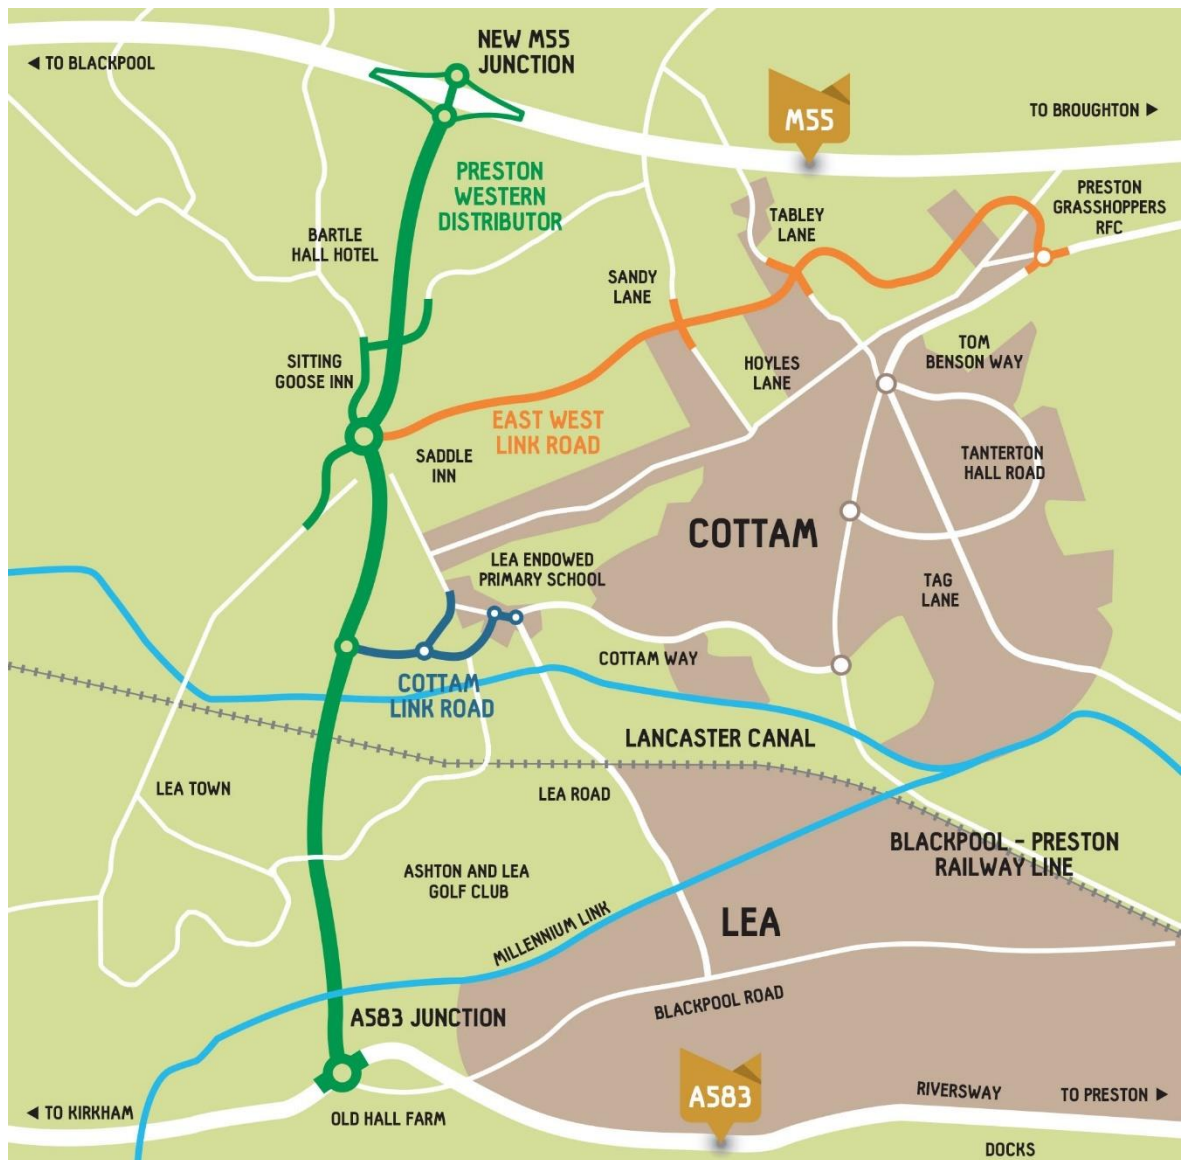 NEW M55
JUNCTION
◄ TO BLACKPOOL
M55
TO BROUGHTON ►
PRESTON
WESTERN
DISTRIBUTOR
PRESTON
GRASSHOPPERS
RFC
TABLEY
LANE
BARTLE
HALL HOTEL
SANDY
LANE
SITTING
GOOSE INN
HOYLES
LANE
TOM
BENSON WAY
EAST WEST
LINK ROAD
SADDLE
INN
TANTERTON
HALL ROAD
COTTAM
LEA ENDOWED
PRIMARY SCHOOL
TAG
LANE
COTTAM WAY
COTTAM
LINK ROAD
LANCASTER CANAL
LEA TOWN
LEA ROAD
BLACKPOOL - PRESTON
RAILWAY LINE
ASHTON AND LEA
GOLF CLUB
LEA
MILLENNIUM LINK
BLACKPOOL ROAD
A583 JUNCTION
A583
RIVERSWAY
TO PRESTON ►
◄ TO KIRKHAM
OLD HALL FARM
DOCKS